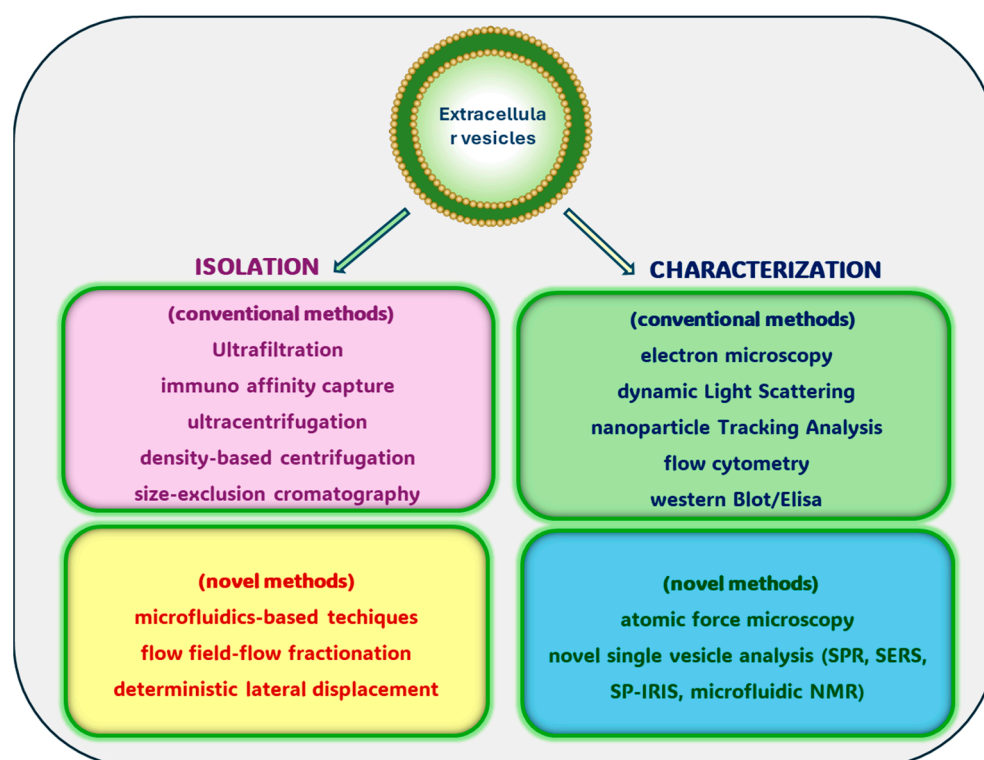 Extracellula
r vesicles
ISOLATION
(conventional methods)
Ultrafiltration
immuno affinity capture
ultracentrifugation
density-based centrifugation
size-exclusion cromatography
(novel methods)
microfluidics-based techiques
flow field-flow fractionation
deterministic lateral displacement
CHARACTERIZATION
(conventional methods)
electron microscopy
dynamic Light Scattering
nanoparticle Tracking Analysis
flow cytometry
western Blot/Elisa
(novel methods)
atomic force microscopy
novel single vesicle analysis (SPR, SERS,
SP-IRIS, microfluidic NMR)